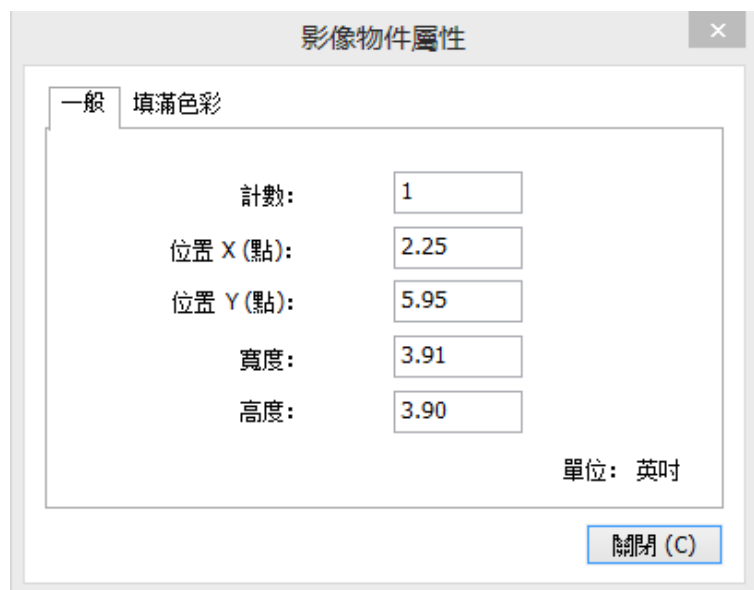 影像物件屬性
一般 填滿色彩
計數: 1
位置 X (點): 2.25
位置 Y (點): 5.95
寬度: 3.91
高度: 3.90
單位: 英吋
關閉 (C)